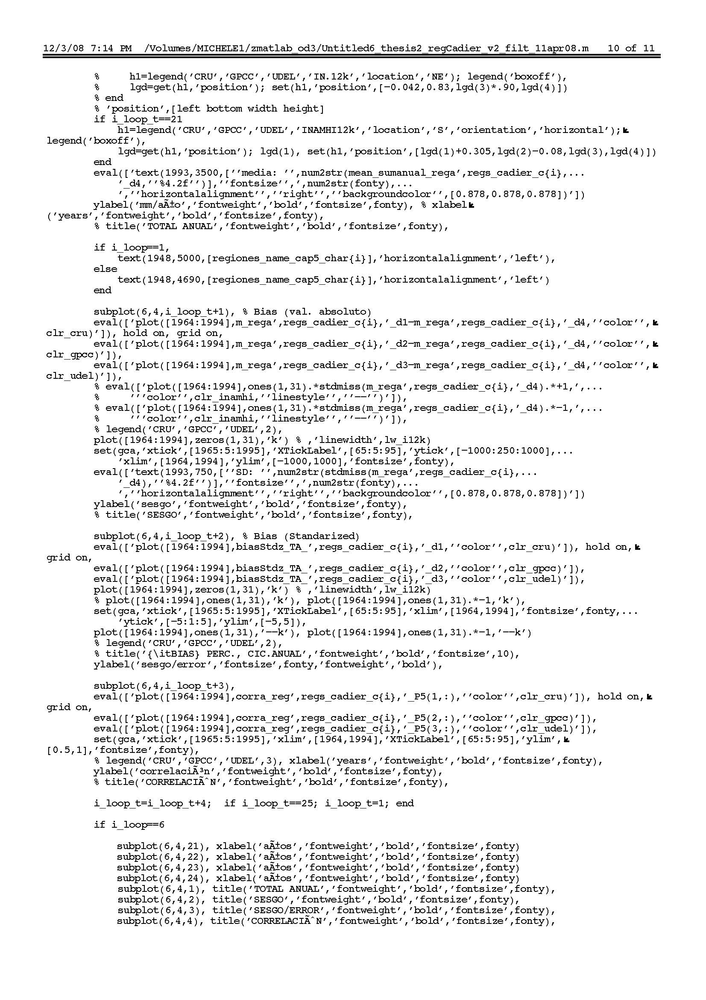 12/3/08 7:14 PM  /Volumes/MICHELE1/zmatlab_od3/Untitled6_thesis2_regCadier_v2_filt_11apr08.m   10 of 11
%     h1=legend('CRU','GPCC','UDEL','IN.12k','location','NE'); legend('boxoff'),
%     lgd=get(h1,'position'); set(h1,'position',[-0.042,0.83,lgd(3)*.90,lgd(4)])
% end
% 'position',[left bottom width height]
if i_loop_t==21
    h1=legend('CRU','GPCC','UDEL','INAMHI12k','location','S','orientation','horizontal');
legend('boxoff'),
    lgd=get(h1,'position'); lgd(1), set(h1,'position',[lgd(1)+0.305,lgd(2)-0.08,lgd(3),lgd(4)])
end
eval(['text(1993,3500,[''media: '',num2str(mean_sumanual_rega',regs_cadier_c{i},...
    '_d4,''%4.2f'')],''fontsize'',',num2str(fonty),...
    ',''horizontalalignment'',''right'',''backgroundcolor'',[0.878,0.878,0.878])'])
ylabel('mm/aÃ±o','fontweight','bold','fontsize',fonty), % xlabel
('years','fontweight','bold','fontsize',fonty),
% title('TOTAL ANUAL','fontweight','bold','fontsize',fonty),
if i_loop==1,
    text(1948,5000,[regiones_name_cap5_char{i}],'horizontalalignment','left'),
else
    text(1948,4690,[regiones_name_cap5_char{i}],'horizontalalignment','left')
end
subplot(6,4,i_loop_t+1), % Bias (val. absoluto)
eval(['plot([1964:1994],m_rega',regs_cadier_c{i},'_d1-m_rega',regs_cadier_c{i},'_d4,''color'',
clr_cru)']), hold on, grid on,
eval(['plot([1964:1994],m_rega',regs_cadier_c{i},'_d2-m_rega',regs_cadier_c{i},'_d4,''color'',
clr_gpcc)']),
eval(['plot([1964:1994],m_rega',regs_cadier_c{i},'_d3-m_rega',regs_cadier_c{i},'_d4,''color'',
clr_udel)']),
% eval(['plot([1964:1994],ones(1,31).*stdmiss(m_rega',regs_cadier_c{i},'_d4).*+1,',...
%     '''color'',clr_inamhi,''linestyle'',''--'')']),
% eval(['plot([1964:1994],ones(1,31).*stdmiss(m_rega',regs_cadier_c{i},'_d4).*-1,',...
%     '''color'',clr_inamhi,''linestyle'',''--'')']),
% legend('CRU','GPCC','UDEL',2),
plot([1964:1994],zeros(1,31),'k') % ,'linewidth',lw_i12k)
set(gca,'xtick',[1965:5:1995],'XTickLabel',[65:5:95],'ytick',[-1000:250:1000],...
    'xlim',[1964,1994],'ylim',[-1000,1000],'fontsize',fonty),
eval(['text(1993,750,[''SD: '',num2str(stdmiss(m_rega',regs_cadier_c{i},...
    '_d4),''%4.2f'')],''fontsize'',',num2str(fonty),...
    ',''horizontalalignment'',''right'',''backgroundcolor'',[0.878,0.878,0.878])'])
ylabel('sesgo','fontweight','bold','fontsize',fonty),
% title('SESGO','fontweight','bold','fontsize',fonty),
subplot(6,4,i_loop_t+2), % Bias (Standarized)
eval(['plot([1964:1994],biasStdz_TA_',regs_cadier_c{i},'_d1,''color'',clr_cru)']), hold on,
grid on,
eval(['plot([1964:1994],biasStdz_TA_',regs_cadier_c{i},'_d2,''color'',clr_gpcc)']),
eval(['plot([1964:1994],biasStdz_TA_',regs_cadier_c{i},'_d3,''color'',clr_udel)']),
plot([1964:1994],zeros(1,31),'k') % ,'linewidth',lw_i12k)
% plot([1964:1994],ones(1,31),'k'), plot([1964:1994],ones(1,31).*-1,'k'),
set(gca,'xtick',[1965:5:1995],'XTickLabel',[65:5:95],'xlim',[1964,1994],'fontsize',fonty,...
    'ytick',[-5:1:5],'ylim',[-5,5]),
plot([1964:1994],ones(1,31),'--k'), plot([1964:1994],ones(1,31).*-1,'--k')
% legend('CRU','GPCC','UDEL',2),
% title('{\itBIAS} PERC., CIC.ANUAL','fontweight','bold','fontsize',10),
ylabel('sesgo/error','fontsize',fonty,'fontweight','bold'),
subplot(6,4,i_loop_t+3),
eval(['plot([1964:1994],corra_reg',regs_cadier_c{i},'_P5(1,:),''color'',clr_cru)']), hold on,
grid on,
eval(['plot([1964:1994],corra_reg',regs_cadier_c{i},'_P5(2,:),''color'',clr_gpcc)']),
eval(['plot([1964:1994],corra_reg',regs_cadier_c{i},'_P5(3,:),''color'',clr_udel)']),
set(gca,'xtick',[1965:5:1995],'xlim',[1964,1994],'XTickLabel',[65:5:95],'ylim',
[0.5,1],'fontsize',fonty),
% legend('CRU','GPCC','UDEL',3), xlabel('years','fontweight','bold','fontsize',fonty),
ylabel('correlaciÃ³n','fontweight','bold','fontsize',fonty),
% title('CORRELACIÃˆN','fontweight','bold','fontsize',fonty),
i_loop_t=i_loop_t+4;  if i_loop_t==25; i_loop_t=1; end
if i_loop==6
    subplot(6,4,21), xlabel('aÃ±os','fontweight','bold','fontsize',fonty)
    subplot(6,4,22), xlabel('aÃ±os','fontweight','bold','fontsize',fonty)
    subplot(6,4,23), xlabel('aÃ±os','fontweight','bold','fontsize',fonty)
    subplot(6,4,24), xlabel('aÃ±os','fontweight','bold','fontsize',fonty)
    subplot(6,4,1), title('TOTAL ANUAL','fontweight','bold','fontsize',fonty),
    subplot(6,4,2), title('SESGO','fontweight','bold','fontsize',fonty),
    subplot(6,4,3), title('SESGO/ERROR','fontweight','bold','fontsize',fonty),
    subplot(6,4,4), title('CORRELACIÃˆN','fontweight','bold','fontsize',fonty),